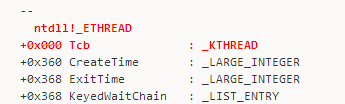 --
ntdll!_ETHREAD
+0x000 Tcb : _KTHREAD
+0x360 CreateTime : _LARGE_INTEGER
+0x368 ExitTime : _LARGE_INTEGER
+0x368 KeyedWaitChain : _LIST_ENTRY